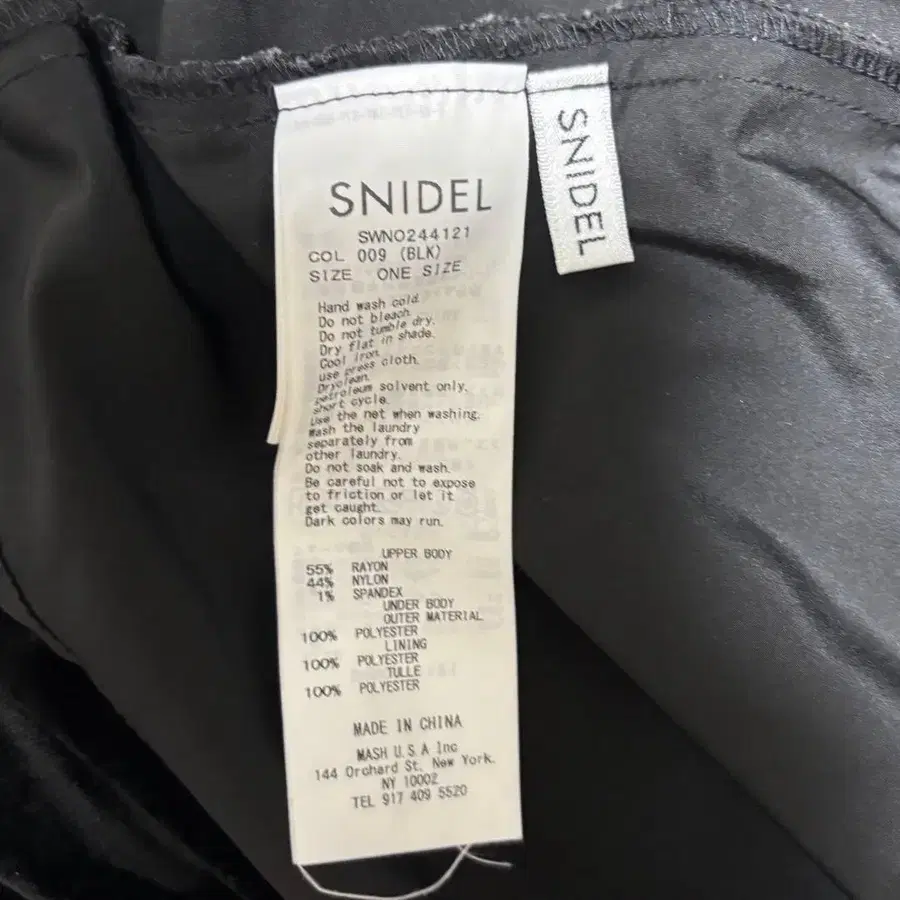 SNIDEL
SWNO244121
COL 009 (BLK)
SIZE ONE SIZE
Hand wash cold.
Do not bleach.
Do not tumble dry.
Dry flat in shade.
Cool iron.
use press cloth.
Dryclean.
petroleum solvent only.
short cycle.
use the net when washing.
Wash the laundry
separately from
other laundry.
Do not soak and wash.
Be careful not to expose
to friction or let it
get caught.
Dark colors may run.
UPPER BODY
55% RAYON
44% NYLON
1% SPANDEX
UNDER BODY
OUTER MATERIAL
100% POLYESTER
LINING
100% POLYESTER
TULLE
100% POLYESTER
MADE IN CHINA
MASH U.S.A Inc
144 Orchard St, New York.
NY 10002
TEL 917 409 5520
SNIDEL